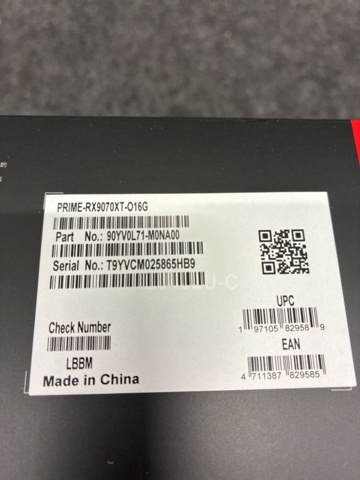 的
PRIME-RX9070XT-O16G
Part No.: 90YV0L71-M0NA00
Serial No.: T9YVCM025865HB9
U-C
UPC
1 97105 82958 9
Check Number
EAN
LBBM
4 711387 829585
Made in China